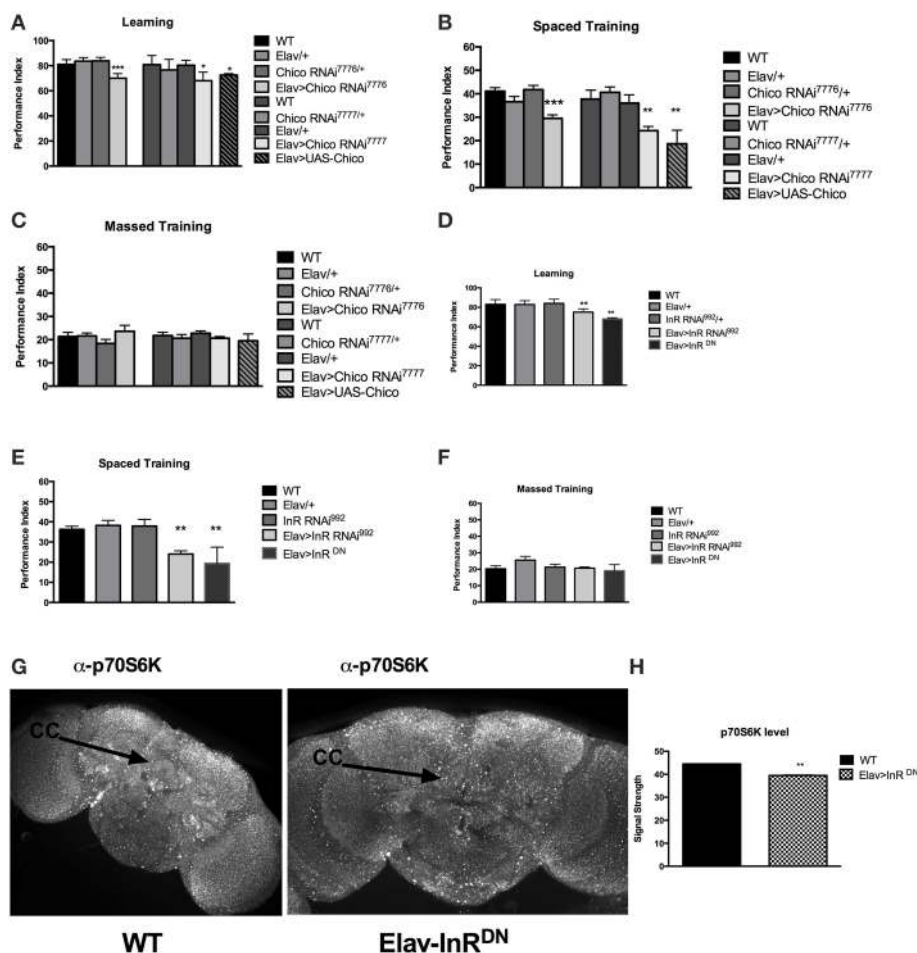 A
Learning
Performance Index
100
80
60
40
20
0
***
*
*
WT
Elav/+
Chico RNAi7776/+
Elav>Chico RNAi7776
WT
Chico RNAi7777/+
Elav/+
Elav>Chico RNAi7777
Elav>UAS-Chico
B
Spaced Training
Performance Index
60
50
40
30
20
10
0
***
**
**
WT
Elav/+
Chico RNAi7776/+
Elav>Chico RNAi7776
WT
Chico RNAi7777/+
Elav/+
Elav>Chico RNAi7777
Elav>UAS-Chico
C
Massed Training
Performance Index
60
50
40
30
20
10
0
WT
Elav/+
Chico RNAi7776/+
Elav>Chico RNAi7776
WT
Chico RNAi7777/+
Elav/+
Elav>Chico RNAi7777
Elav>UAS-Chico
D
Learning
Performance Index
100
75
50
25
0
**
**
WT
Elav/+
InR RNAi992/+
Elav>InR RNAi992
Elav>InR DN
E
Spaced Training
Performance Index
60
50
40
30
20
10
0
**
**
WT
Elav/+
InR RNAi992
Elav>InR RNAi992
Elav>InR DN
F
Massed Training
Performance Index
60
50
40
30
20
10
0
WT
Elav/+
InR RNAi992
Elav>InR RNAi992
Elav>InR DN
G
α-p70S6K
α-p70S6K
CC
CC
WT
Elav-InRDN
H
p70S6K level
Signal Strength
50
40
30
20
10
0
**
WT
Elav>InR DN